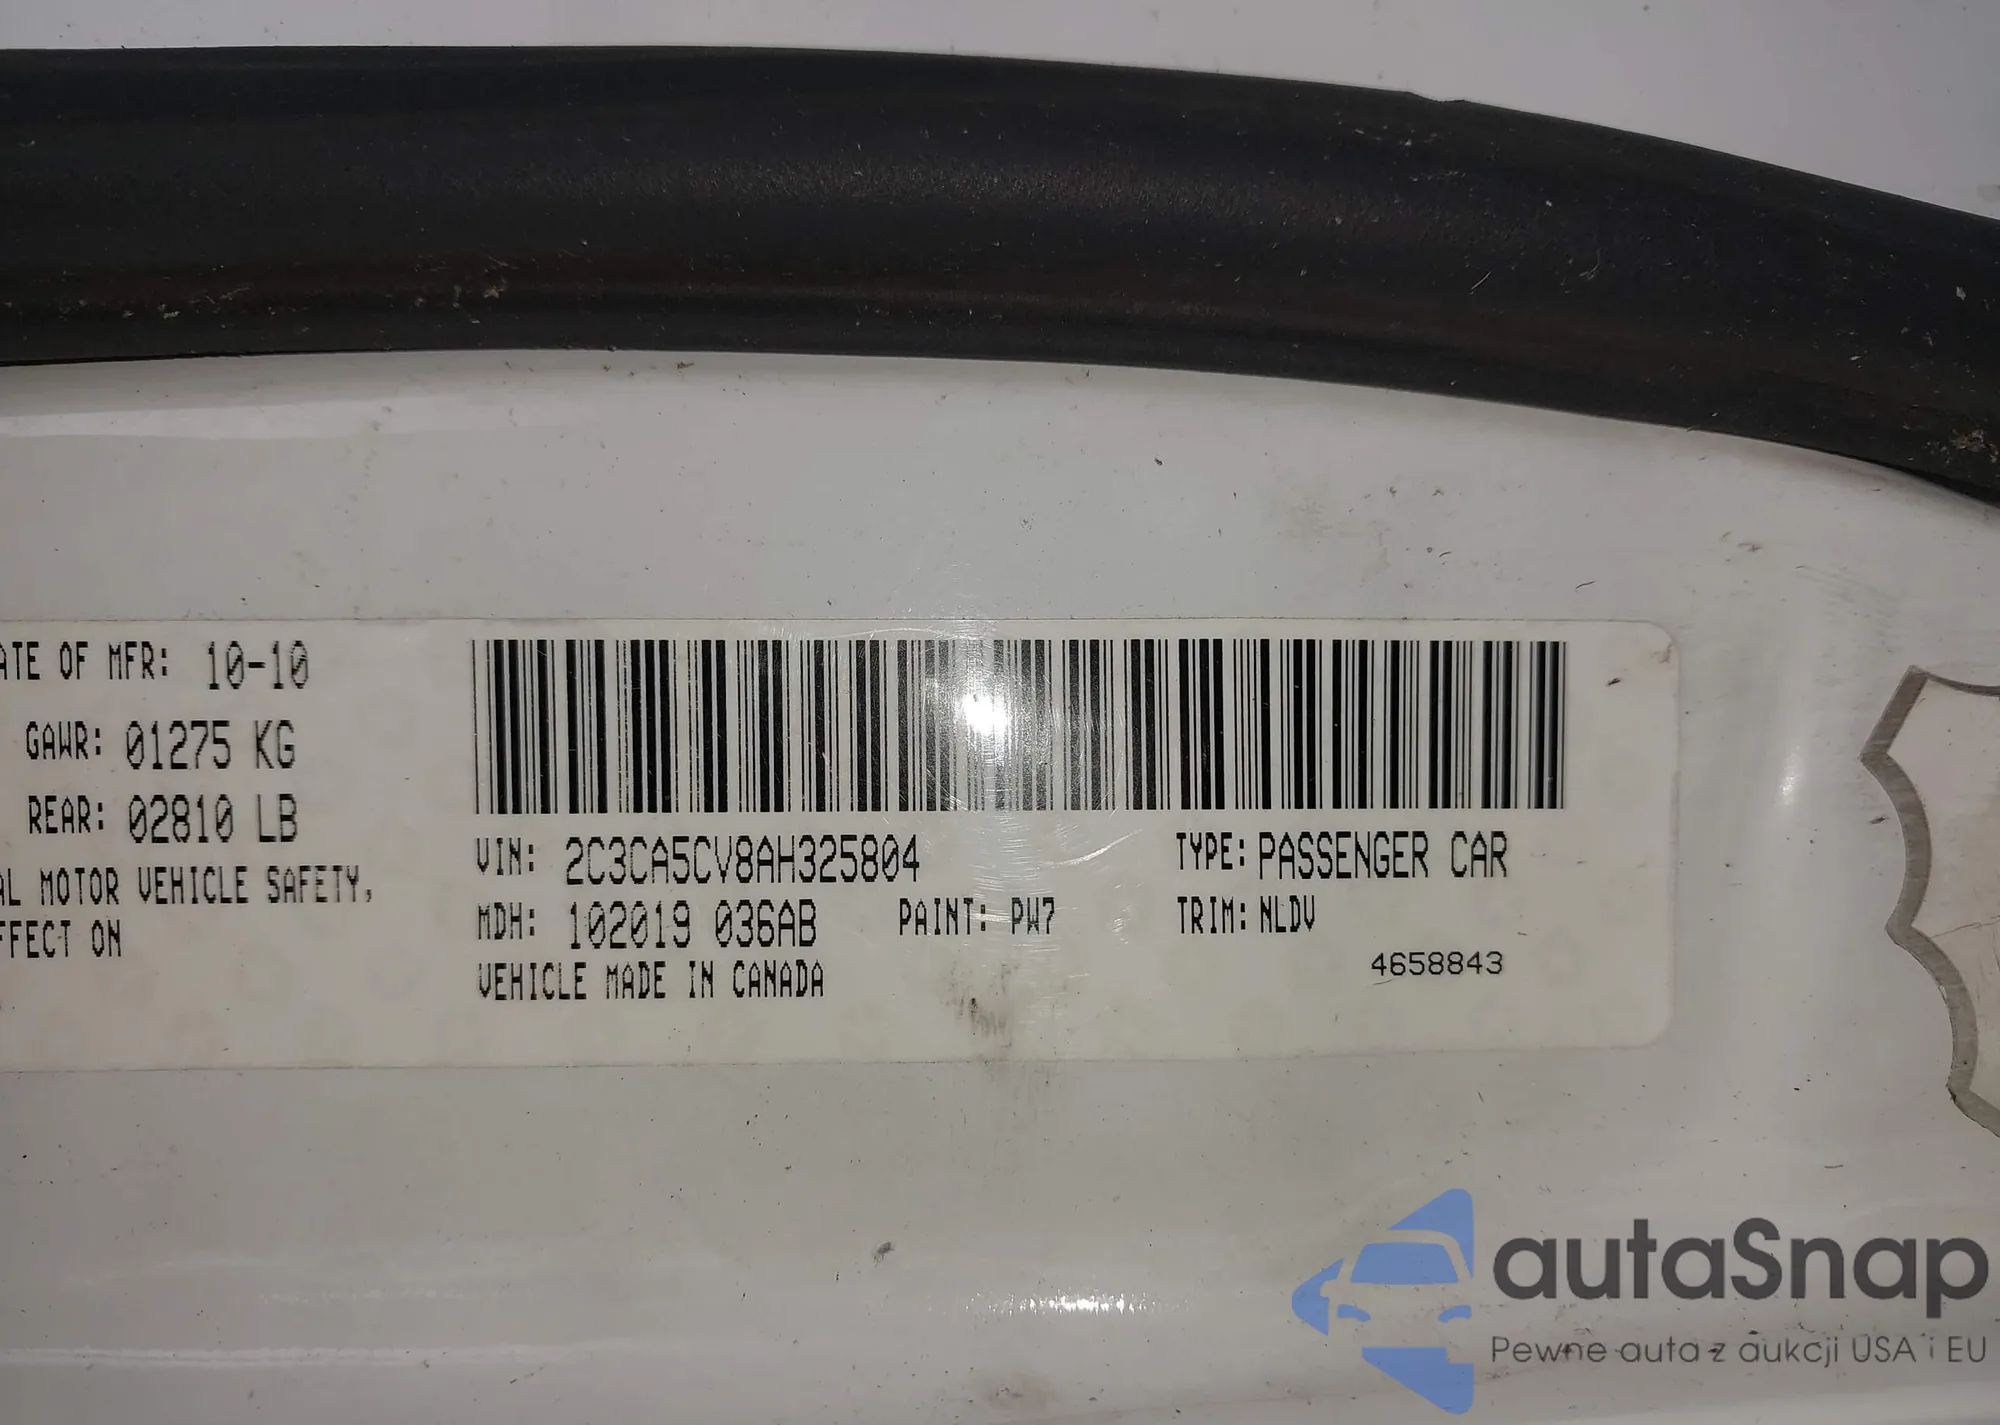 ATE OF MFR: 10-10
GAWR: 01275 KG
REAR: 02810 LB
AL MOTOR VEHICLE SAFETY,
FFECT ON
VIN: 2C3CA5CV8AH325804
TYPE: PASSENGER CAR
MDH: 102019 036AB
PAINT: PW7
TRIM: NLDV
VEHICLE MADE IN CANADA
4658843
autaSnap
Pewne auta z aukcji USA i EU